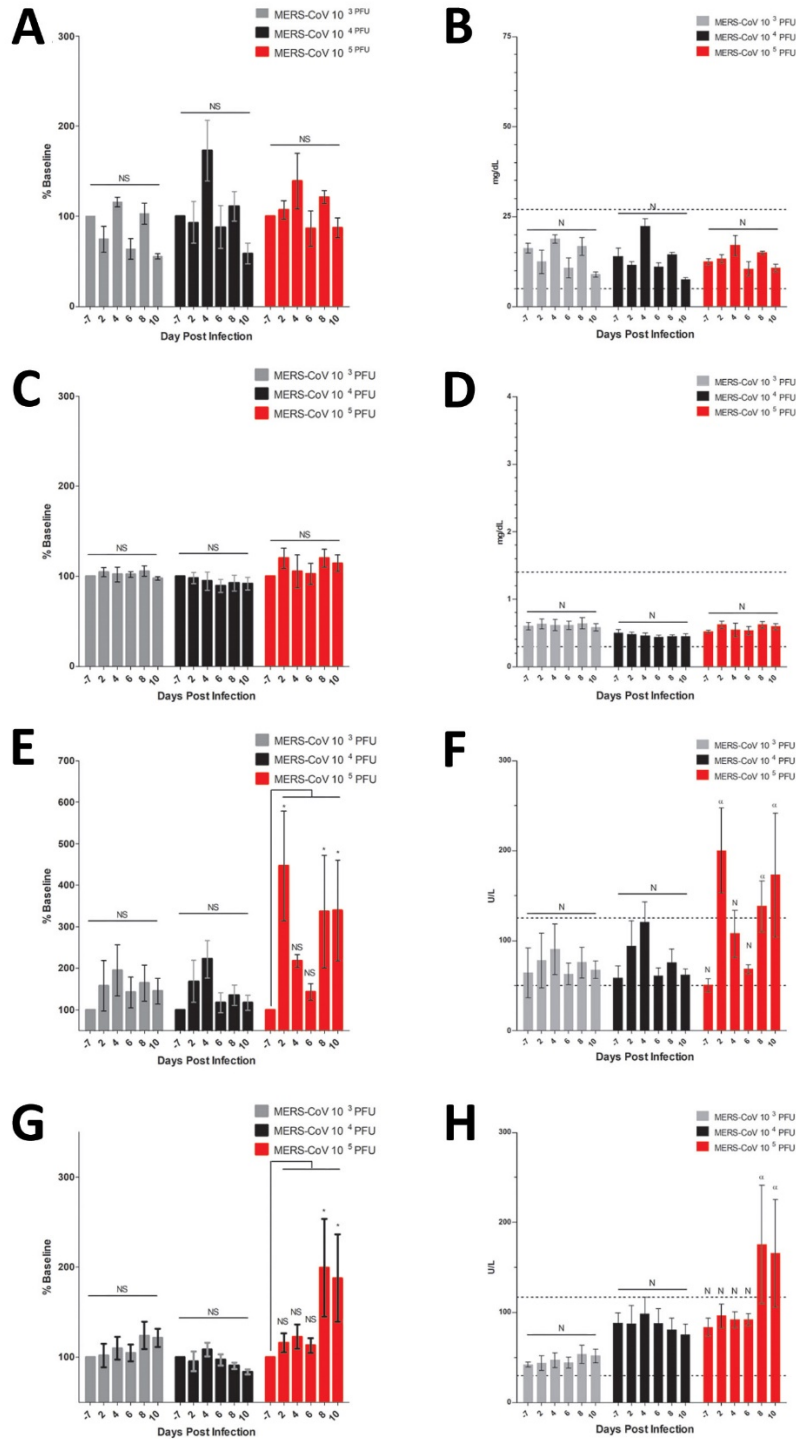 A
MERS-CoV 10 3 PFU
MERS-CoV 10 4 PFU
MERS-CoV 10 5 PFU
300
200
100
0
% Baseline
NS
NS
NS
-7 2 4 6 8 10 -7 2 4 6 8 10 -7 2 4 6 8 10
Day Post Infection
B
MERS-CoV 10 3 PFU
MERS-CoV 10 4 PFU
MERS-CoV 10 5 PFU
75
50
25
0
mg/dL
N
N
N
-7 2 4 6 8 10 -7 2 4 6 8 10 -7 2 4 6 8 10
Days Post Infection
C
MERS-CoV 10 3 PFU
MERS-CoV 10 4 PFU
MERS-CoV 10 5 PFU
300
200
100
0
% Baseline
NS
NS
NS
-7 2 4 6 8 10 -7 2 4 6 8 10 -7 2 4 6 8 10
Days Post Infection
D
MERS-CoV 10 3 PFU
MERS-CoV 10 4 PFU
MERS-CoV 10 5 PFU
4
3
2
1
0
mg/dL
N
N
N
-7 2 4 6 8 10 -7 2 4 6 8 10 -7 2 4 6 8 10
Days Post Infection
E
MERS-CoV 10 3 PFU
MERS-CoV 10 4 PFU
MERS-CoV 10 5 PFU
700
600
500
400
300
200
100
% Baseline
NS
NS
* NS NS * *
-7 2 4 6 8 10 -7 2 4 6 8 10 -7 2 4 6 8 10
Days Post Infection
F
MERS-CoV 10 3 PFU
MERS-CoV 10 4 PFU
MERS-CoV 10 5 PFU
300
200
100
0
U/L
N
N
N α N N α α
-7 2 4 6 8 10 -7 2 4 6 8 10 -7 2 4 6 8 10
Days Post Infection
G
MERS-CoV 10 3 PFU
MERS-CoV 10 4 PFU
MERS-CoV 10 5 PFU
300
200
100
% Baseline
NS
NS
NS NS NS * *
-7 2 4 6 8 10 -7 2 4 6 8 10 -7 2 4 6 8 10
Days Post Infection
H
MERS-CoV 10 3 PFU
MERS-CoV 10 4 PFU
MERS-CoV 10 5 PFU
300
200
100
0
U/L
N
N
N N N N α α
-7 2 4 6 8 10 -7 2 4 6 8 10 -7 2 4 6 8 10
Days Post Infection